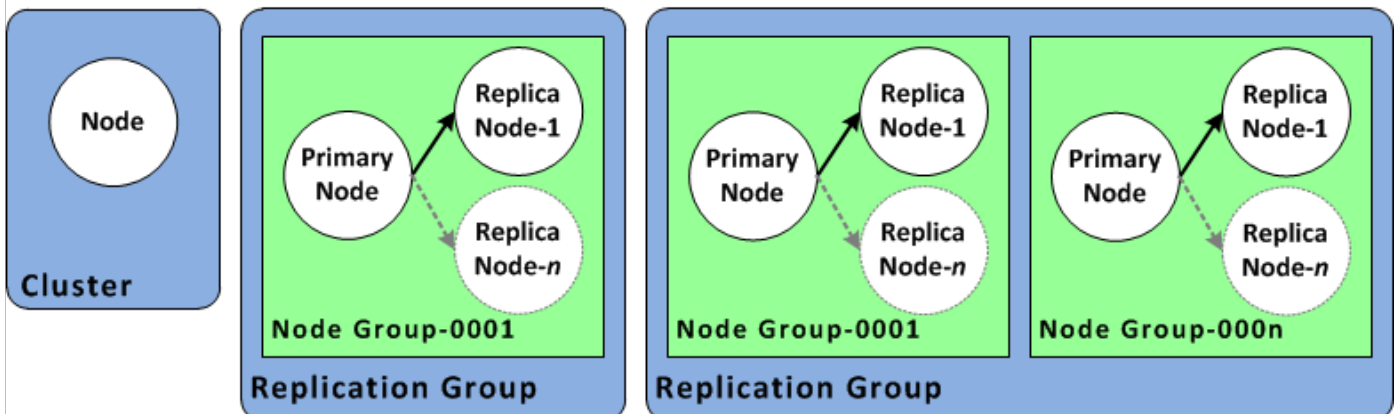 Node
Cluster
Primary
Node
Replica
Node-1
Replica
Node-n
Node Group-0001
Replication Group
Primary
Node
Replica
Node-1
Replica
Node-n
Node Group-0001
Primary
Node
Replica
Node-1
Replica
Node-n
Node Group-000n
Replication Group